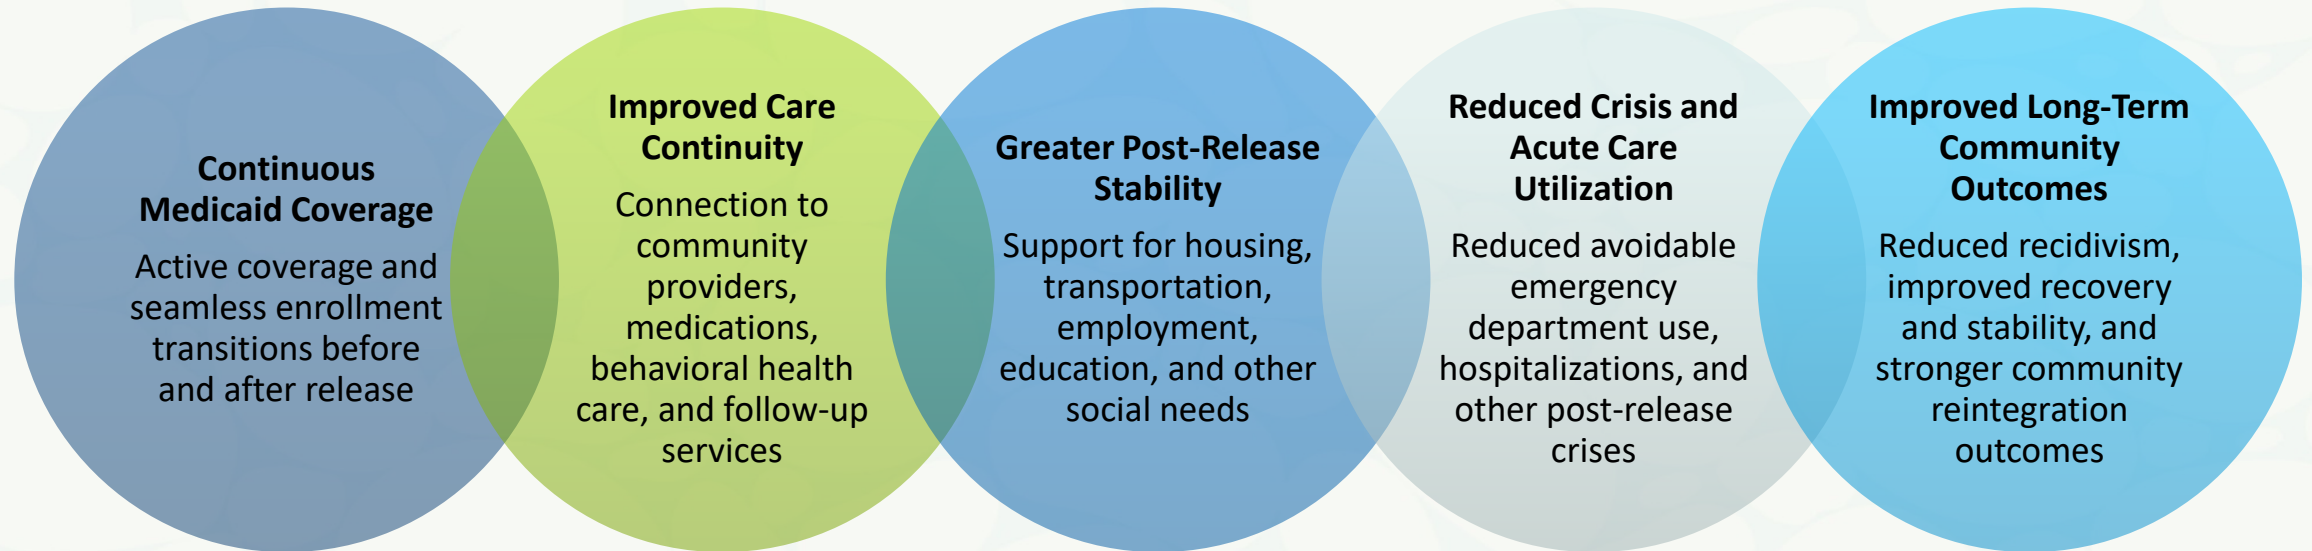 Continuous
Medicaid Coverage
Active coverage and
seamless enrollment
transitions before
and after release
Improved Care
Continuity
Connection to
community
providers,
medications,
behavioral health
care, and follow-up
services
Greater Post-Release
Stability
Support for housing,
transportation,
employment,
education, and other
social needs
Reduced Crisis and
Acute Care
Utilization
Reduced avoidable
emergency
department use,
hospitalizations, and
other post-release
crises
Improved Long-Term
Community
Outcomes
Reduced recidivism,
improved recovery
and stability, and
stronger community
reintegration
outcomes